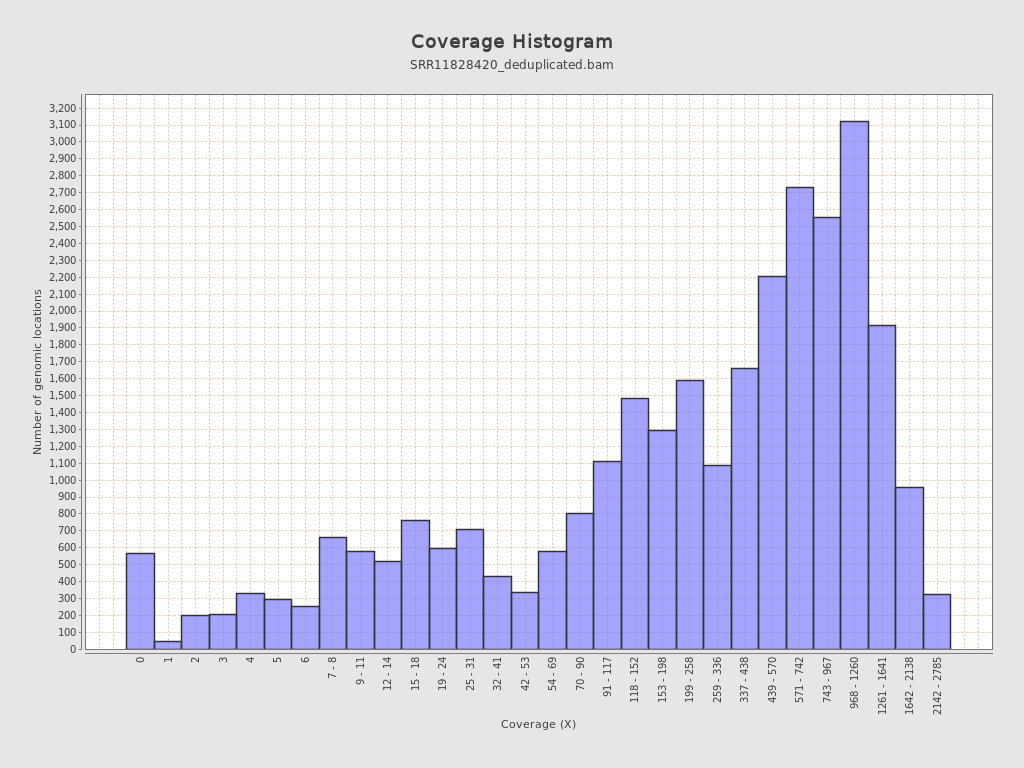 Coverage Histogram
SRR11828420_deduplicated.bam
Number of genomic locations
3,200
3,100
3,000
2,900
2,800
2,700
2,600
2,500
2,400
2,300
2,200
2,100
2,000
1,900
1,800
1,700
1,600
1,500
1,400
1,300
1,200
1,100
1,000
900
800
700
600
500
400
300
200
100
0
0
1
2
3
4
5
6
7 - 8
9 - 11
12 - 14
15 - 18
19 - 24
25 - 31
32 - 41
42 - 53
54 - 69
70 - 90
91 - 117
118 - 152
153 - 198
199 - 258
259 - 336
337 - 438
439 - 570
571 - 742
743 - 967
968 - 1260
1261 - 1641
1642 - 2138
2142 - 2785
Coverage (X)